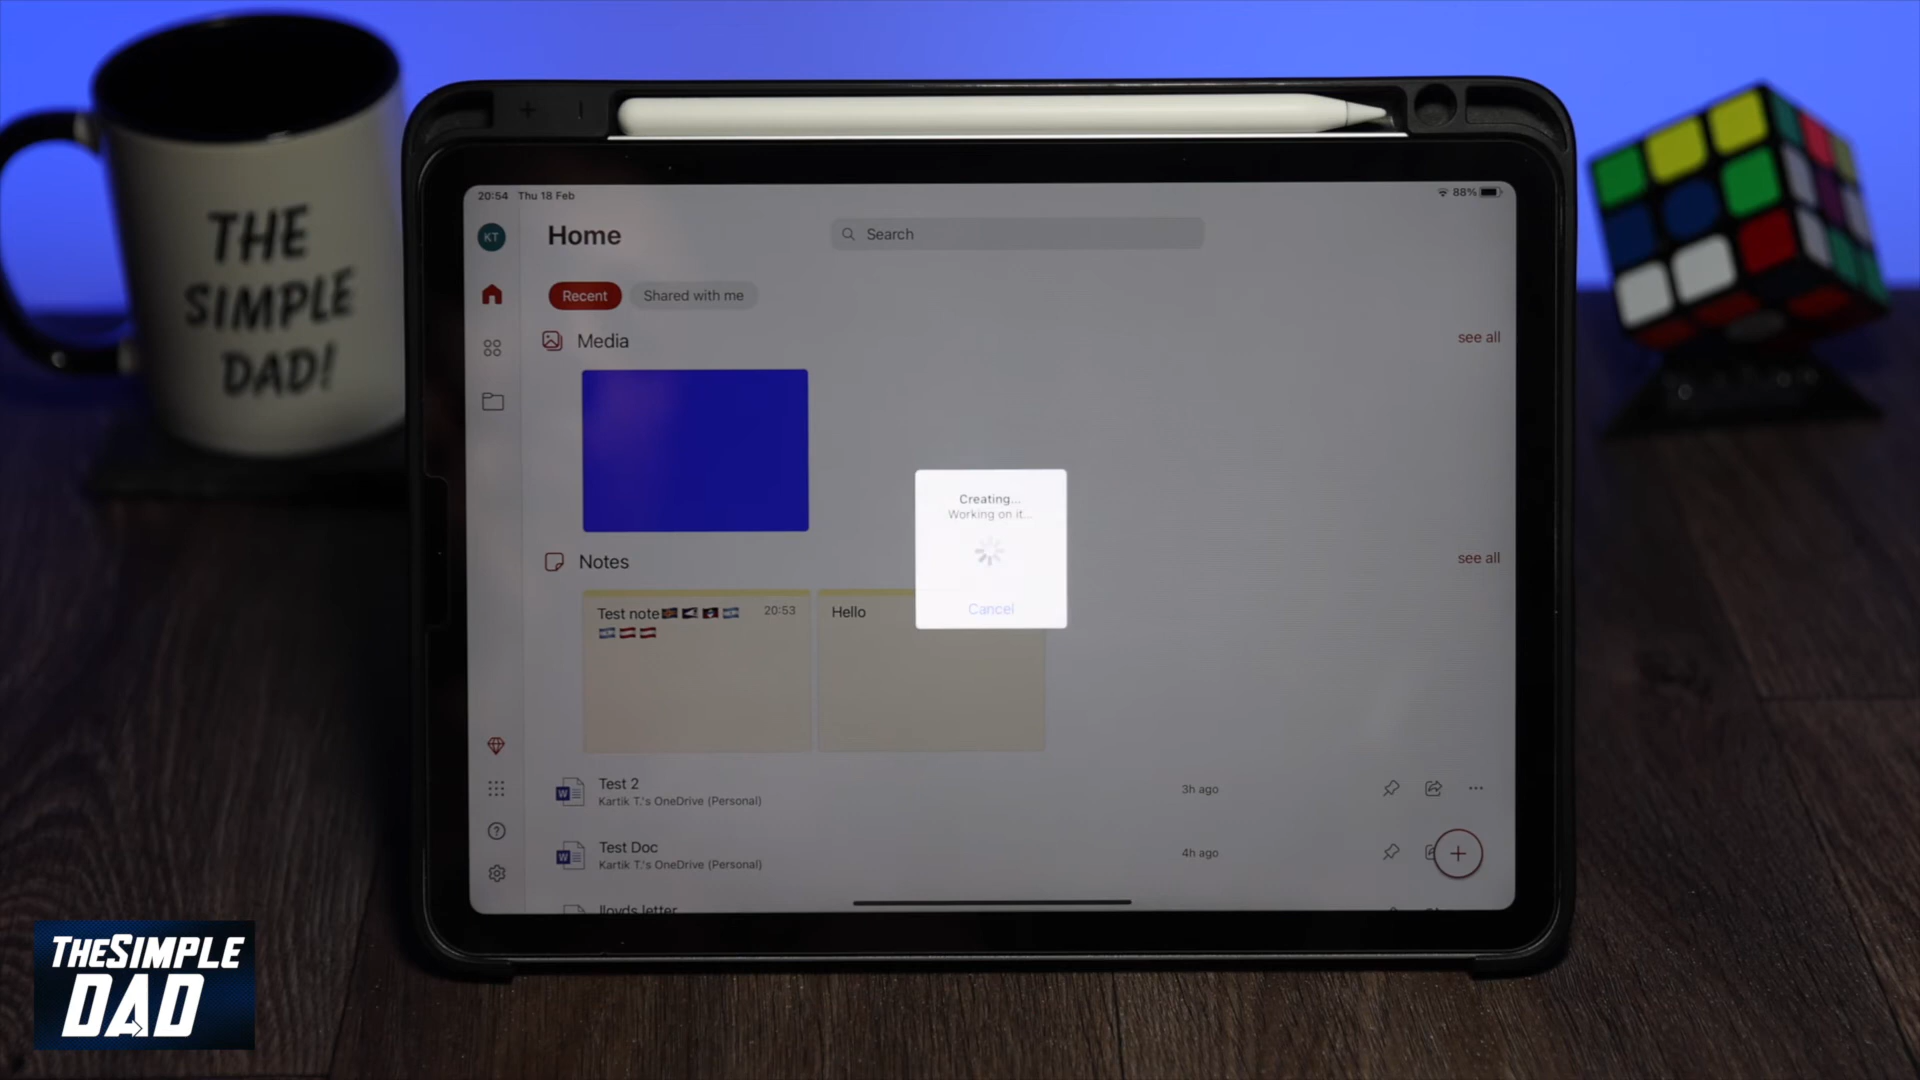 THE
SIMPLE
DAD!
20:54 Thu 18 Feb
88%
KT
Home
Search
Recent
Shared with me
Media
see all
Creating...
Working on it...
Cancel
Notes
see all
Test note
20:53
Hello
Test 2
Kartik T.'s OneDrive (Personal)
3h ago
Test Doc
Kartik T.'s OneDrive (Personal)
4h ago
lloyds letter
THESIMPLE
DAD